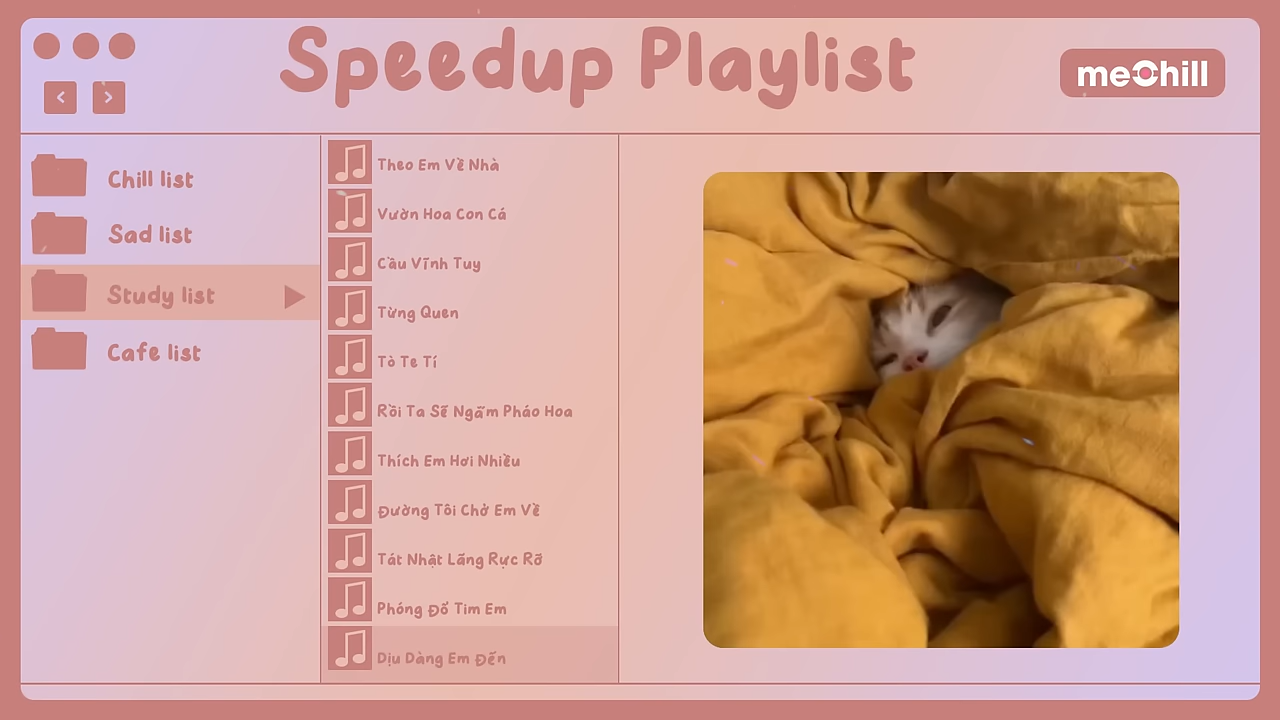 Speedup Playlist
meChill
Chill list
Sad list
Study list
Cafe list
Theo Em Về Nhà
Vườn Hoa Con Cá
Cầu Vĩnh Tuy
Từng Quen
Tò Te Tí
Rồi Ta Sẽ Ngắm Pháo Hoa
Thích Em Hơi Nhiều
Đường Tôi Chở Em Về
Tát Nhật Lãng Rực Rỡ
Phóng Đổ Tim Em
Dịu Dàng Em Đến